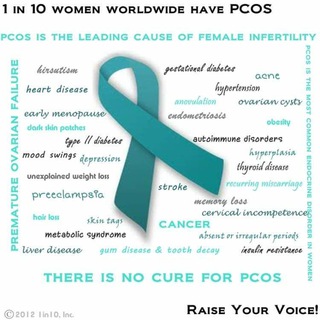 1 in 10 women worldwide have PCOS
PCOS IS THE LEADING CAUSE OF FEMALE INFERTILITY
PREMATURE OVARIAN FAILURE
PCOS IS THE MOST COMMON ENDOCRINE DISORDER IN WOMEN
hirsutism
gestational diabetes
acne
heart disease
hypertension
anovulation
ovarian cysts
early menopause
endometriosis
obesity
dark skin patches
type II diabetes
autoimmune disorders
mood swings
depression
hyperplasia
thyroid disease
unexplained weight loss
stroke
recurring miscarriage
preeclampsia
memory loss
cervical incompetence
hair loss
skin tags
CANCER
metabolic syndrome
absent or irregular periods
liver disease
gum disease & tooth decay
insulin resistance
THERE IS NO CURE FOR PCOS
©2012 1in10, Inc.
Raise Your Voice!